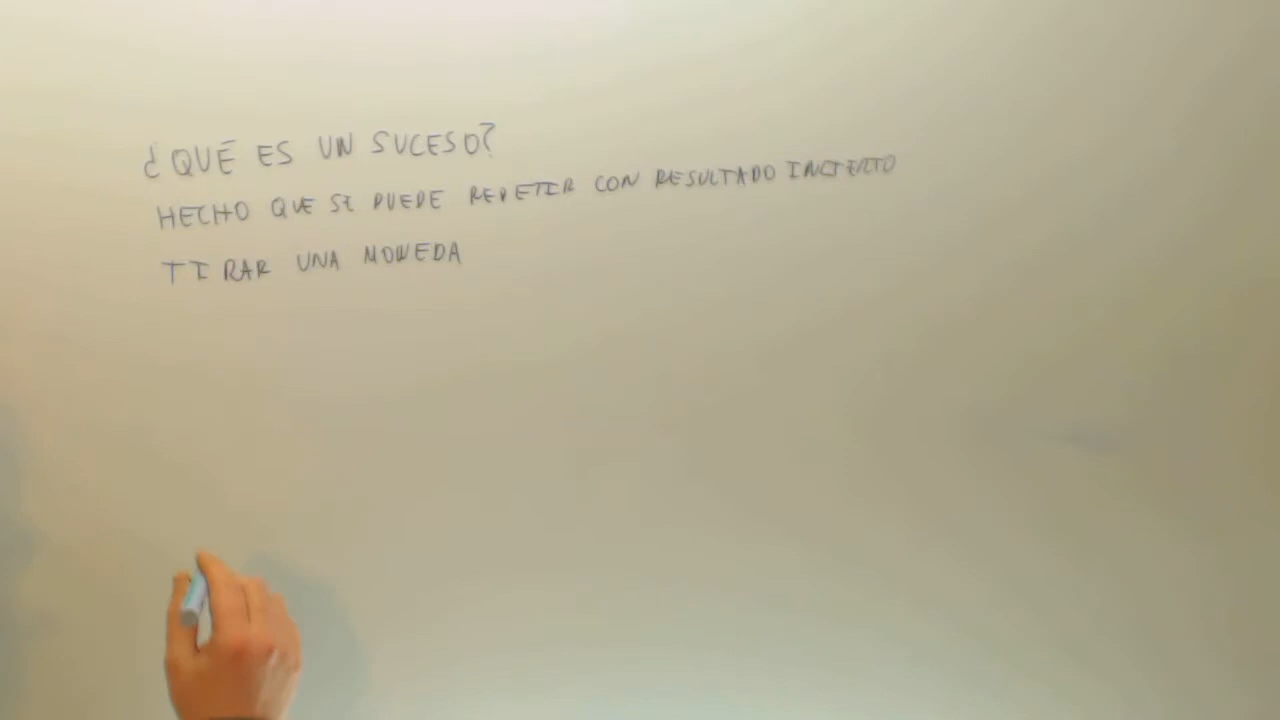 ¿QUÉ ES UN SUCESO?
HECHO QUE SE PUEDE REPETIR CON RESULTADO INCIERTO
TIRAR UNA MONEDA